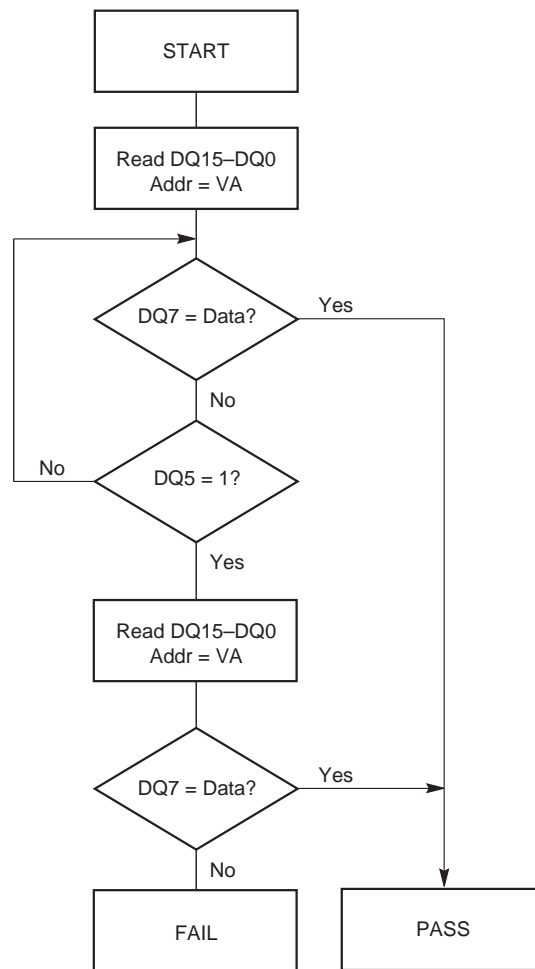 START
Read DQ15–DQ0
Addr = VA
DQ7 = Data?
Yes
No
No
DQ5 = 1?
Yes
Read DQ15–DQ0
Addr = VA
DQ7 = Data?
Yes
No
FAIL
PASS